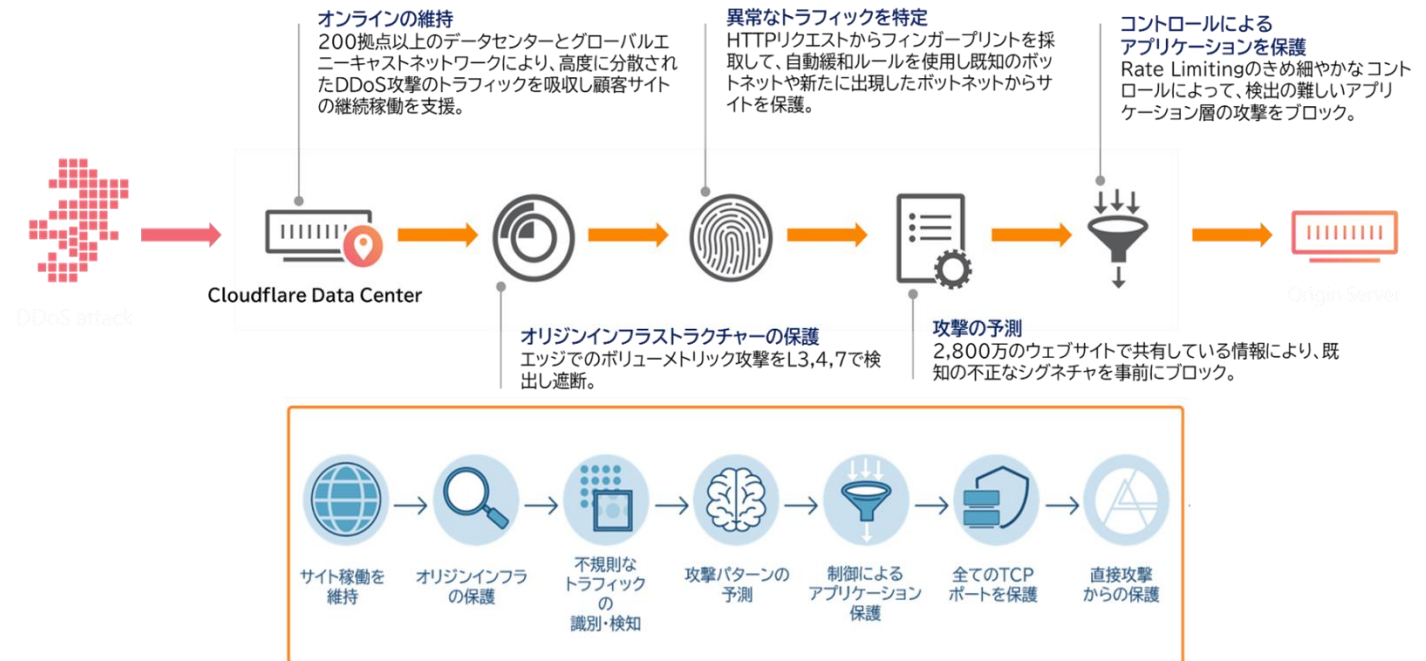 オンラインの維持
200拠点以上のデータセンターとグローバルエ
ニーキャストネットワークにより、高度に分散され
たDDoS攻撃のトラフィックを吸収し顧客サイト
の継続稼働を支援。
異常なトラフィックを特定
HTTPリクエストからフィンガープリントを採
取して、自動緩和ルールを使用し既知のボッ
トネットや新たに出現したボットネットからサ
イトを保護。
コントロールによる
アプリケーションを保護
Rate Limitingのきめ細やかなコント
ロールによって、検出の難しいアプリ
ケーション層の攻撃をブロック。
DDoS attack
Cloudflare Data Center
Origin Server
オリジンインフラストラクチャーの保護
エッジでのボリューメトリック攻撃をL3,4,7で検
出し遮断。
攻撃の予測
2,800万のウェブサイトで共有している情報により、既
知の不正なシグネチャを事前にブロック。
サイト稼働を
維持
オリジンインフラ
の保護
不規則な
トラフィック
の
識別・検知
攻撃パターンの
予測
制御による
アプリケーション
保護
全てのTCP
ポートを保護
直接攻撃
からの保護